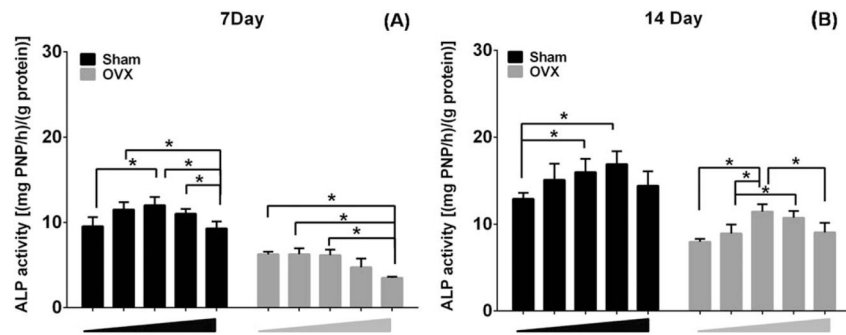 7Day
(A)
ALP activity [(mg PNP/h)/(g protein)]
30
20
10
0
Sham
OVX
*
*
*
*
*
*
*
14 Day
(B)
ALP activity [(mg PNP/h)/(g protein)]
30
20
10
0
Sham
OVX
*
*
*
*
*
*